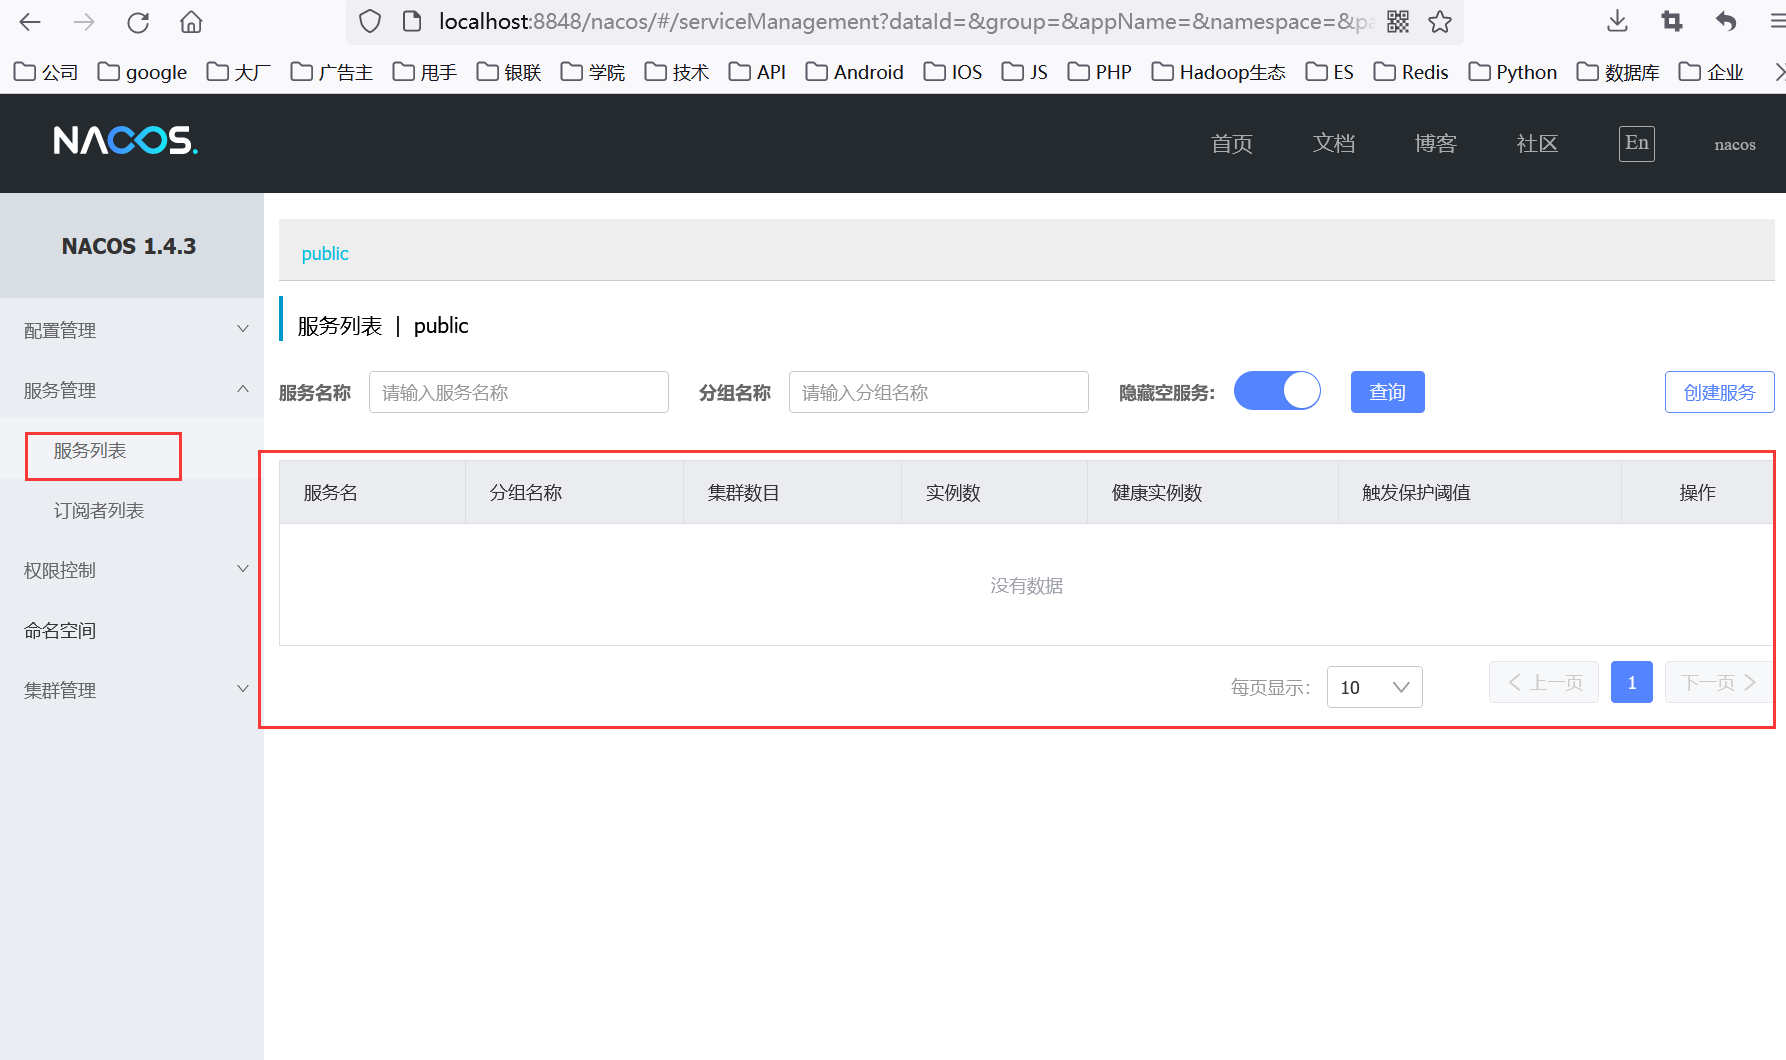 localhost:8848/nacos/#/serviceManagement?dataId=&group=&appName=&namespace=&pa
公司 google 大厂 广告主 甩手 银联 学院 技术 API Android IOS JS PHP Hadoop生态 ES Redis Python 数据库 企业
NACOS.
首页 文档 博客 社区 En nacos
NACOS 1.4.3
配置管理
服务管理
服务列表
订阅者列表
权限控制
命名空间
集群管理
public
服务列表 | public
服务名称 请输入服务名称 分组名称 请输入分组名称 隐藏空服务: 查询 创建服务
服务名 分组名称 集群数目 实例数 健康实例数 触发保护阈值 操作
没有数据
每页显示: 10 上一页 1 下一页